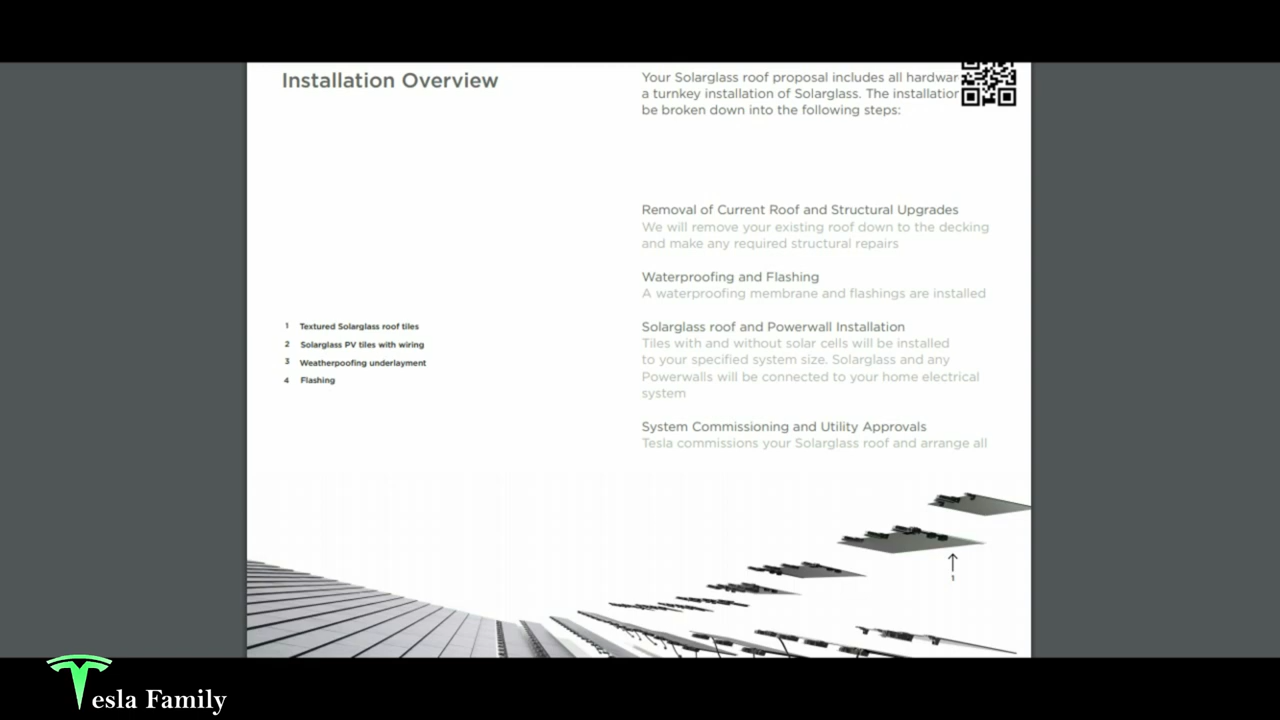 Installation Overview
Your Solarglass roof proposal includes all hardwar
a turnkey installation of Solarglass. The installation
be broken down into the following steps:
Removal of Current Roof and Structural Upgrades
We will remove your existing roof down to the decking
and make any required structural repairs
Waterproofing and Flashing
A waterproofing membrane and flashings are installed
Solarglass roof and Powerwall Installation
Tiles with and without solar cells will be installed
to your specified system size. Solarglass and any
Powerwalls will be connected to your home electrical
system
System Commissioning and Utility Approvals
Tesla commissions your Solarglass roof and arrange all
1 Textured Solarglass roof tiles
2 Solarglass PV tiles with wiring
3 Weatherpoofing underlayment
4 Flashing
1
Tesla Family